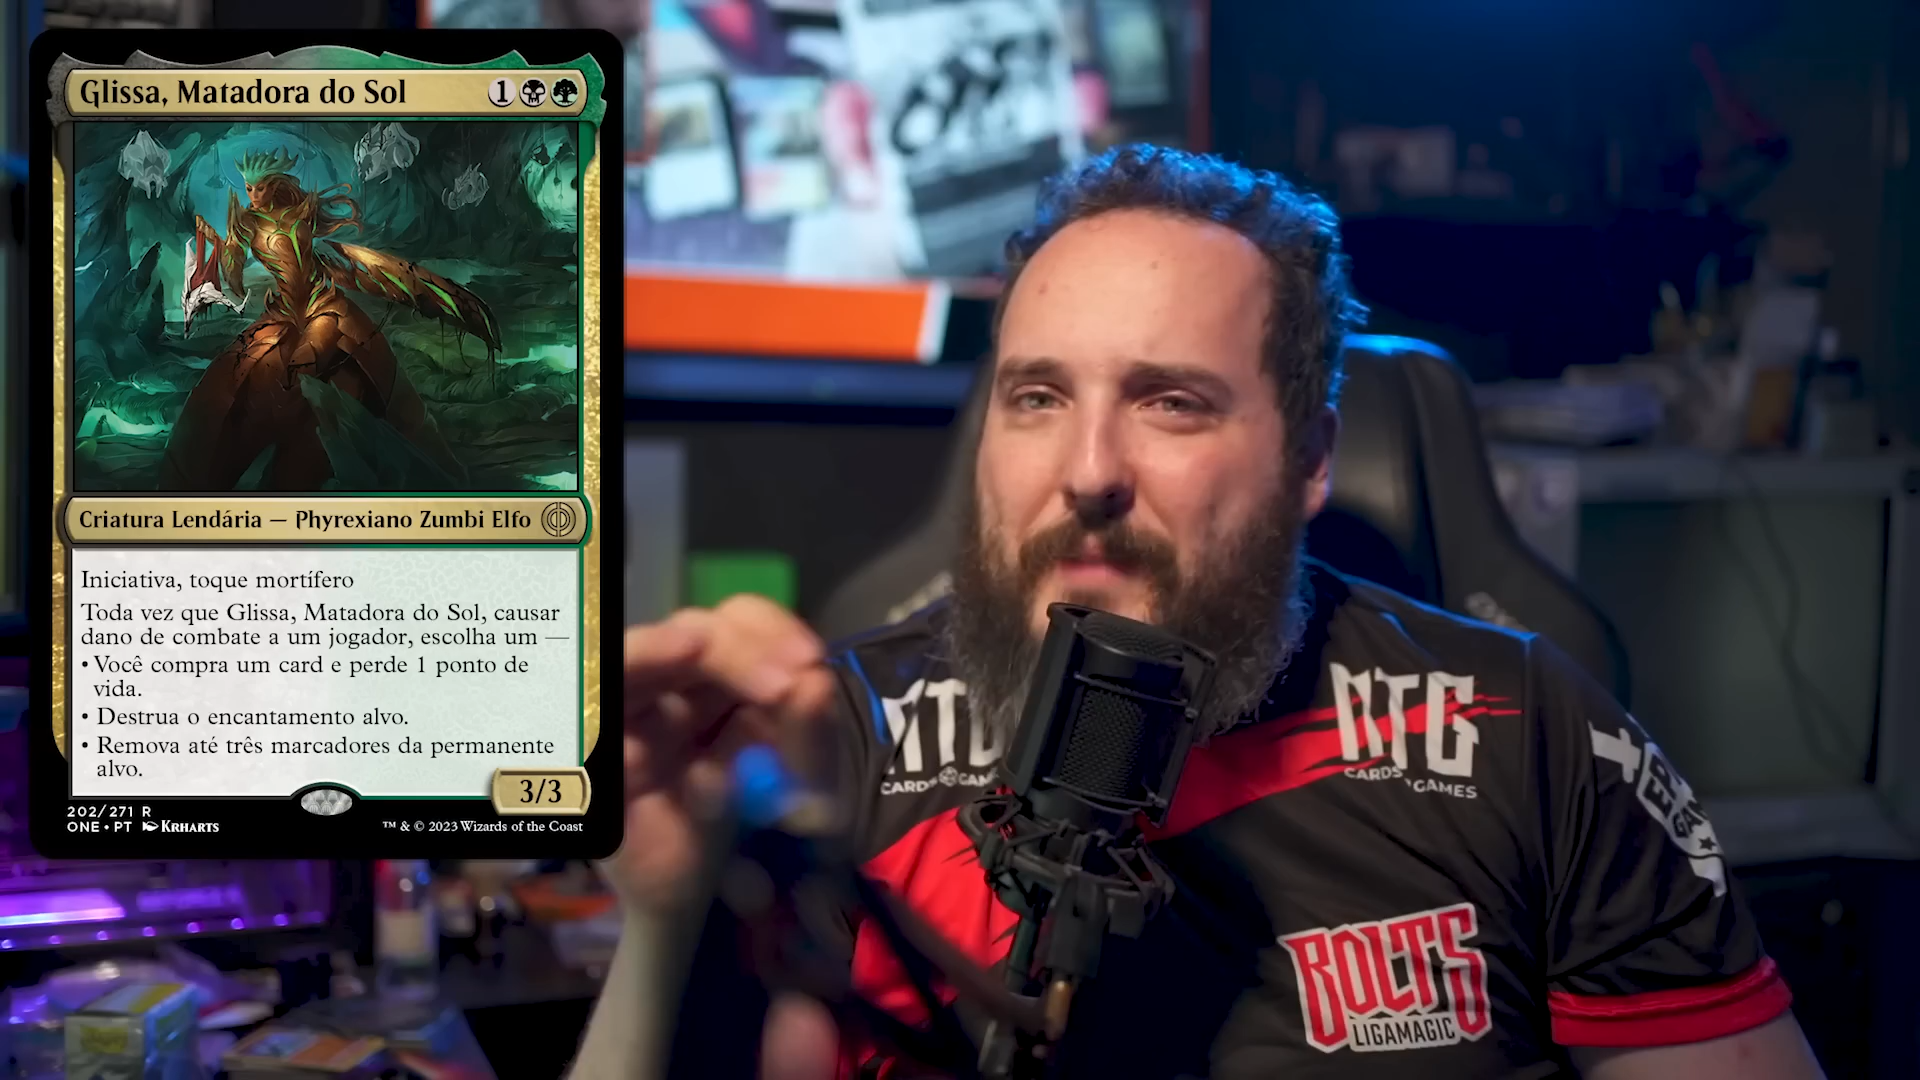 Glissa, Matadora do Sol 1
Criatura Lendária — Phyrexiano Zumbi Elfo
Iniciativa, toque mortífero
Toda vez que Glissa, Matadora do Sol, causar
dano de combate a um jogador, escolha um —
• Você compra um card e perde 1 ponto de
vida.
• Destrua o encantamento alvo.
• Remova até três marcadores da permanente
alvo.
3/3
202/271 R
ONE • PT KRHARTS
™ & © 2023 Wizards of the Coast
MTG
CARDS GAMES
BOLTS
LIGAMAGIC